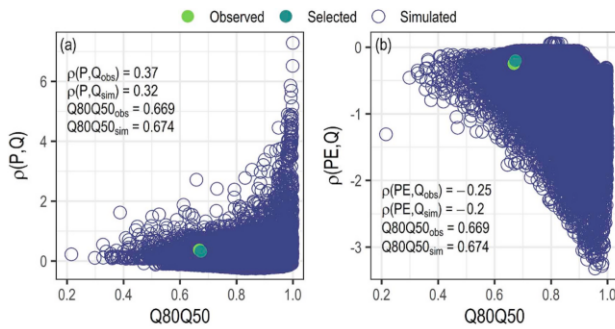 Observed Selected Simulated
(a)
ρ(P,Q_obs) = 0.37
ρ(P,Q_sim) = 0.32
Q80Q50_obs = 0.669
Q80Q50_sim = 0.674
ρ(P,Q)
6
4
2
0
0.2 0.4 0.6 0.8 1.0
Q80Q50
(b)
ρ(PE,Q_obs) = −0.25
ρ(PE,Q_sim) = −0.2
Q80Q50_obs = 0.669
Q80Q50_sim = 0.674
ρ(PE,Q)
0
-1
-2
-3
0.2 0.4 0.6 0.8 1.0
Q80Q50